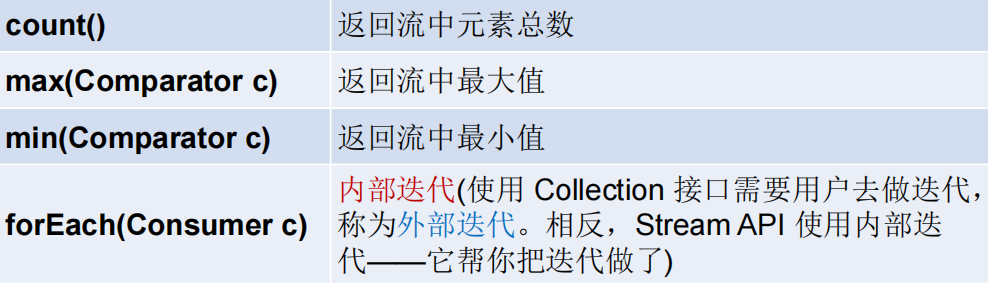 count() 返回流中元素总数
max(Comparator c) 返回流中最大值
min(Comparator c) 返回流中最小值
forEach(Consumer c) 内部迭代(使用 Collection 接口需要用户去做迭代，
称为外部迭代。相反，Stream API 使用内部迭
代——它帮你把迭代做了)